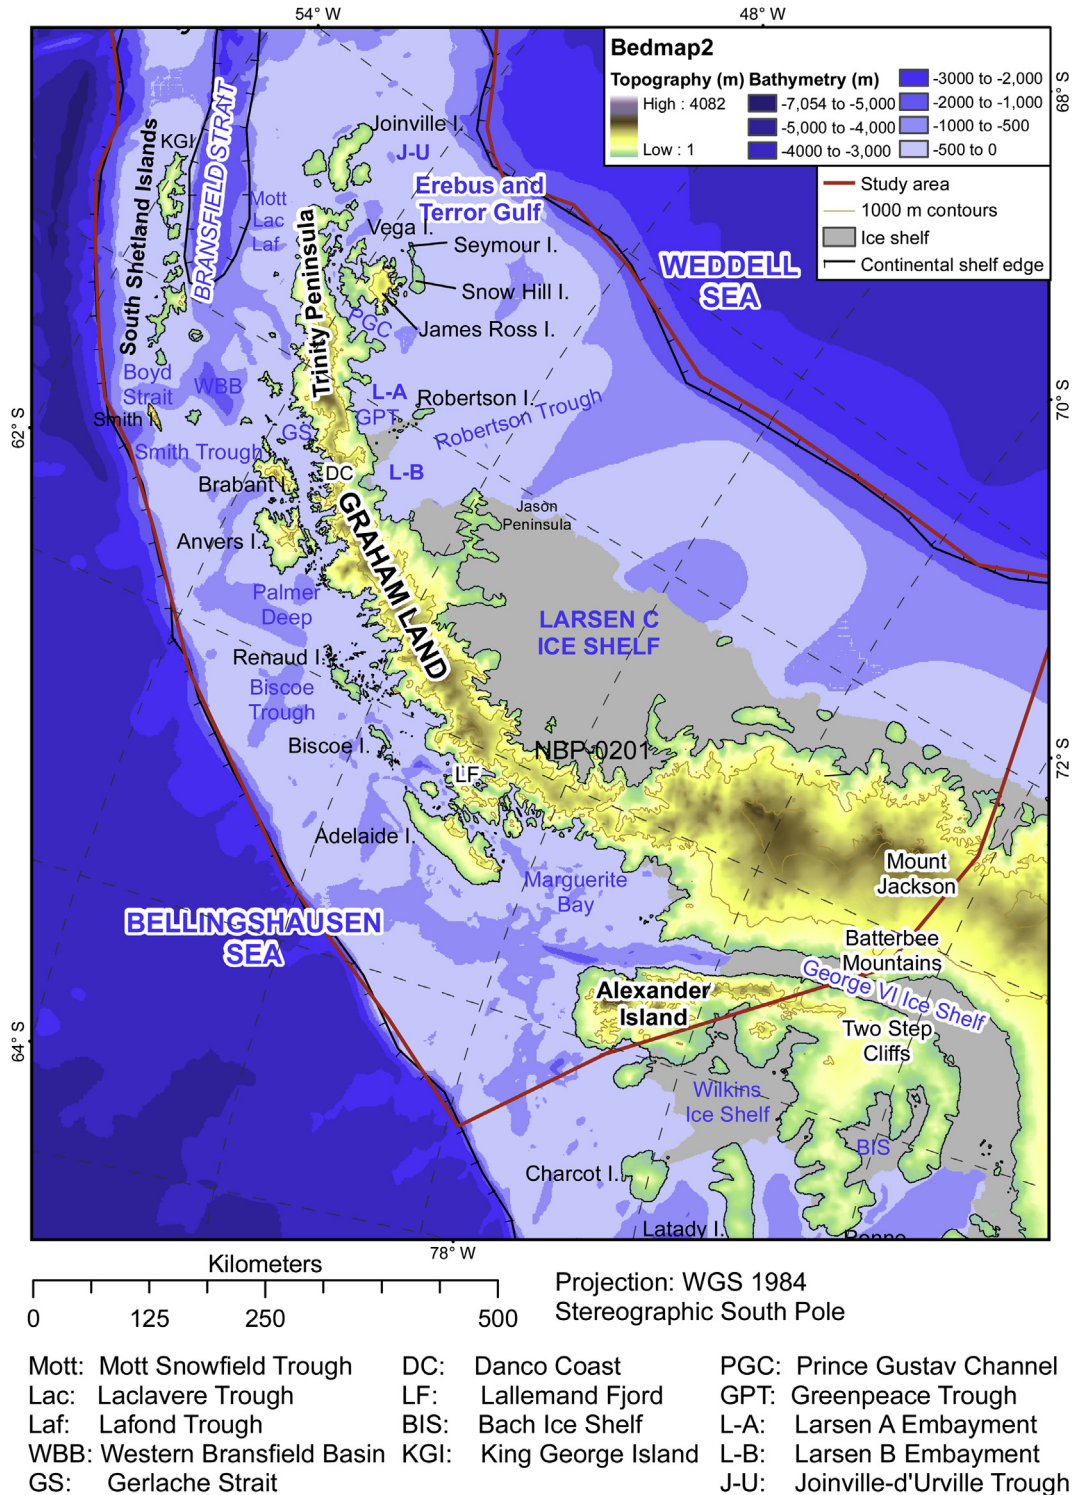 54° W
48° W
Bedmap2
Topography (m)
High : 4082
Low : 1
Bathymetry (m)
-7,054 to -5,000
-5,000 to -4,000
-4000 to -3,000
-3000 to -2,000
-2000 to -1,000
-1000 to -500
-500 to 0
Study area
1000 m contours
Ice shelf
Continental shelf edge
68° S
70° S
72° S
62° S
64° S
78° W
KGI
South Shetland Islands
BRANSFIELD STRAIT
Joinville I.
J-U
Erebus and
Terror Gulf
Mott
Lac
Laf
Vega I.
Seymour I.
Snow Hill I.
James Ross I.
PGC
Trinity Peninsula
WEDDELL
SEA
Boyd
Strait
WBB
L-A
GPT
Robertson I.
Robertson Trough
Smith I.
GS
Smith Trough
DC
L-B
Brabant I.
Jason
Peninsula
GRAHAM LAND
Anvers I.
Palmer
Deep
LARSEN C
ICE SHELF
Renaud I.
Biscoe
Trough
Biscoe I.
NBP-0201
LF
Adelaide I.
Marguerite
Bay
Mount
Jackson
BELLINGSHAUSEN
SEA
Batterbee
Mountains
George VI Ice Shelf
Alexander
Island
Two Step
Cliffs
Wilkins
Ice Shelf
BIS
Charcot I.
Latady I.
Kilometers
0 125 250 500
Projection: WGS 1984
Stereographic South Pole
Mott: Mott Snowfield Trough
Lac: Laclavere Trough
Laf: Lafond Trough
WBB: Western Bransfield Basin
GS: Gerlache Strait
DC: Danco Coast
LF: Lallemand Fjord
BIS: Bach Ice Shelf
KGI: King George Island
PGC: Prince Gustav Channel
GPT: Greenpeace Trough
L-A: Larsen A Embayment
L-B: Larsen B Embayment
J-U: Joinville-d'Urville Trough